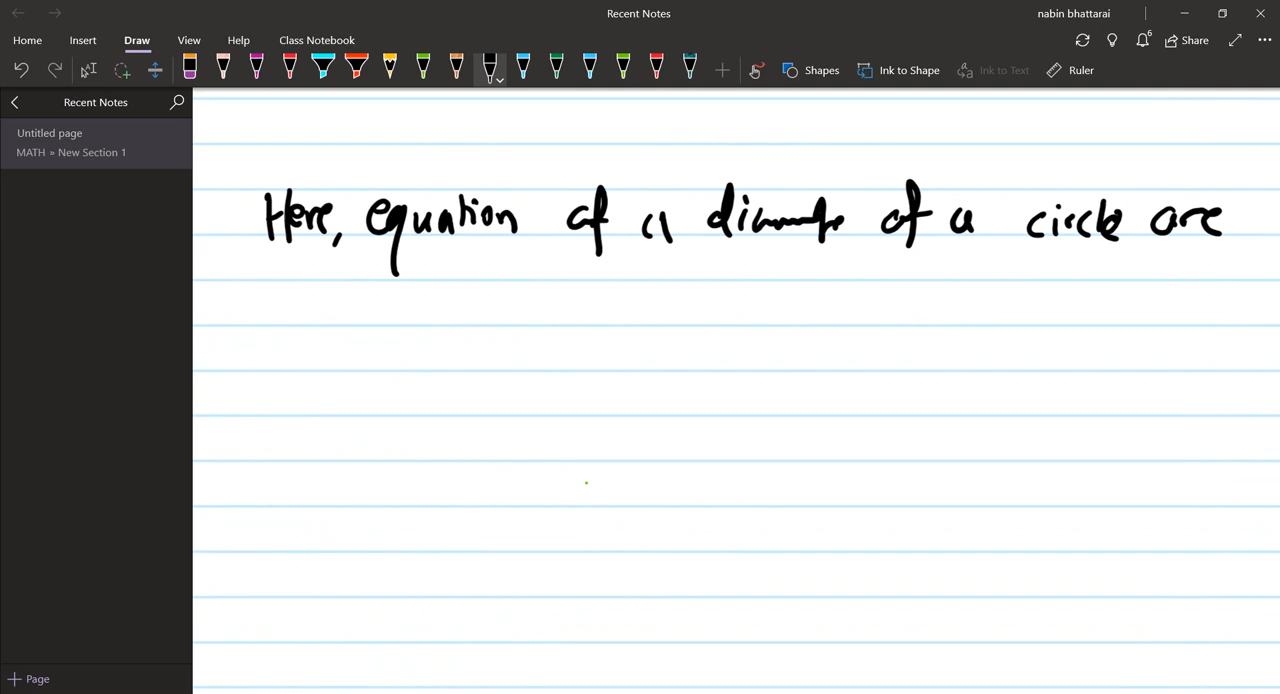 Recent Notes
nabin bhattarai
Home Insert Draw View Help Class Notebook
6
Share
Shapes Ink to Shape Ink to Text Ruler
Recent Notes
Untitled page
MATH » New Section 1
Here, equation of a diameter of a circle are
Page